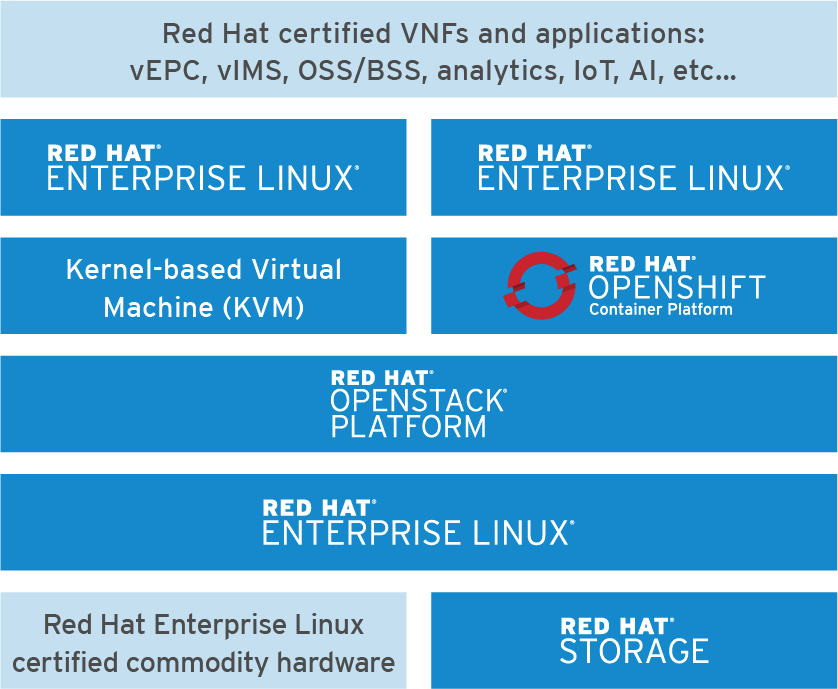 Red Hat certified VNFs and applications:
vEPC, vIMS, OSS/BSS, analytics, IoT, AI, etc...
RED HAT®
ENTERPRISE LINUX®
RED HAT®
ENTERPRISE LINUX®
Kernel-based Virtual
Machine (KVM)
RED HAT®
OPENSHIFT
Container Platform
RED HAT®
OPENSTACK®
PLATFORM
RED HAT®
ENTERPRISE LINUX®
Red Hat Enterprise Linux
certified commodity hardware
RED HAT®
STORAGE